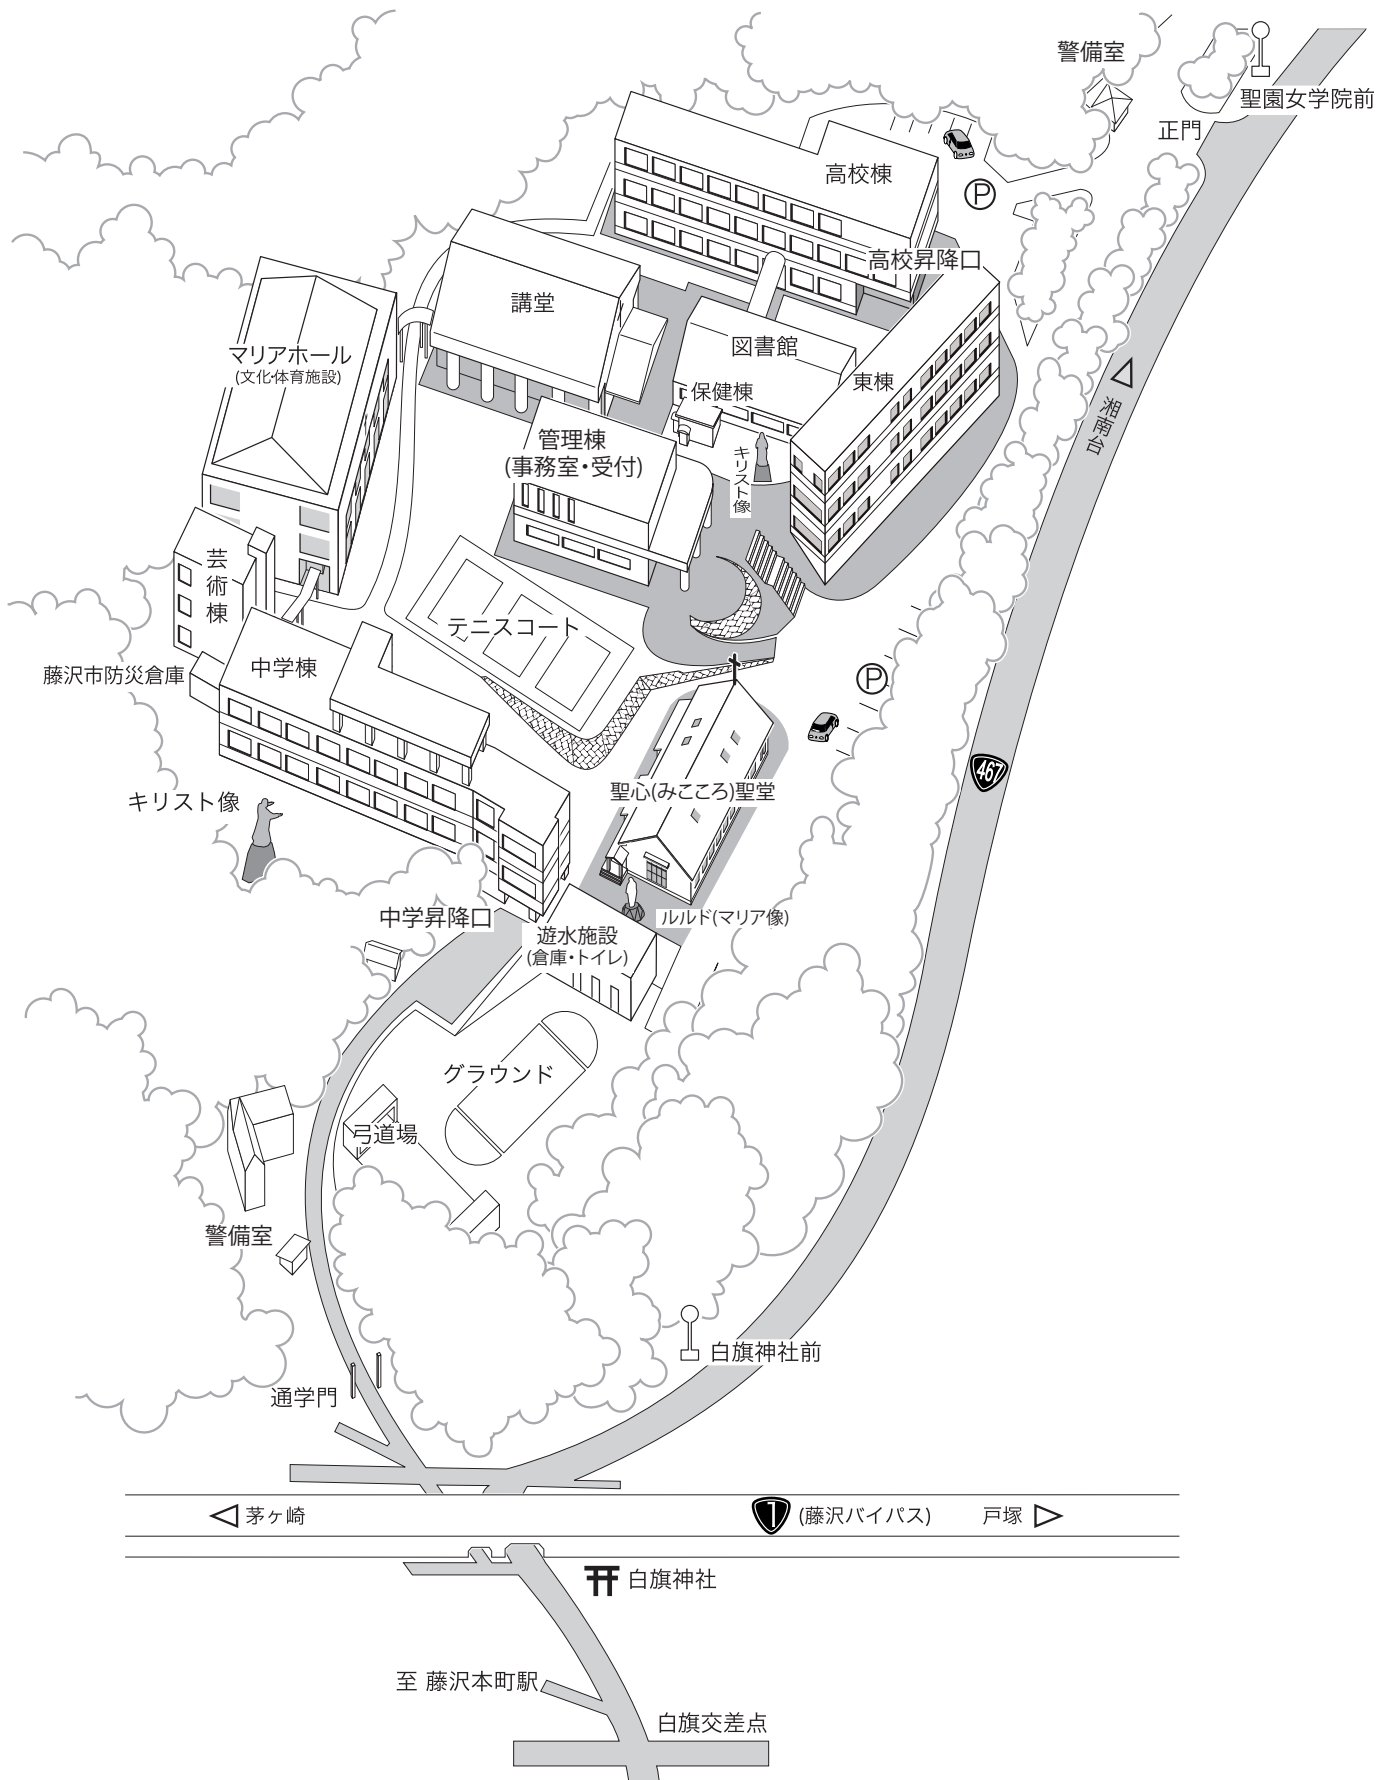 警備室
聖園女学院前
正門
高校棟
P
高校昇降口
講堂
図書館
マリアホール
(文化・体育施設)
東棟
保健棟
湘南台
管理棟
(事務室・受付)
キリスト像
芸術棟
テニスコート
中学棟
藤沢市防災倉庫
P
467
聖心(みこころ)聖堂
キリスト像
中学昇降口
ルルド(マリア像)
遊水施設
(倉庫・トイレ)
グラウンド
弓道場
警備室
白旗神社前
通学門
茅ヶ崎
1
(藤沢バイパス)
戸塚
白旗神社
至 藤沢本町駅
白旗交差点